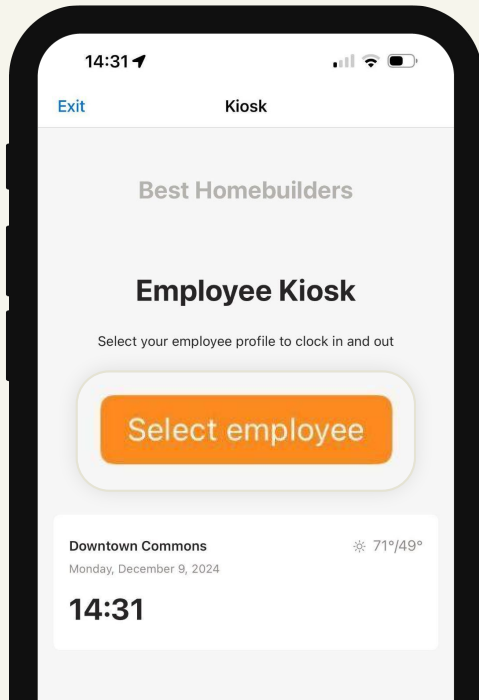 14:31
Exit
Kiosk
Best Homebuilders
Employee Kiosk
Select your employee profile to clock in and out
Select employee
Downtown Commons
71°/49°
Monday, December 9, 2024
14:31